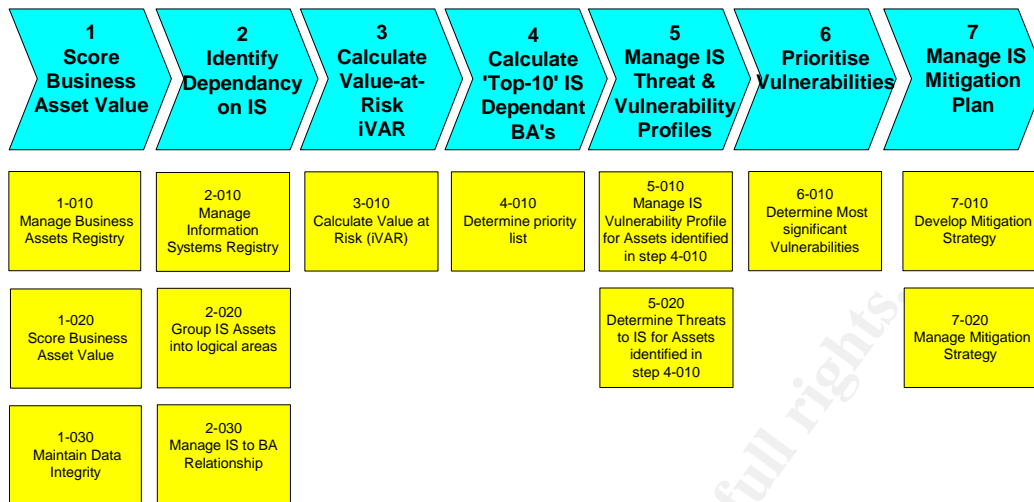 1
Score
Business
Asset Value
2
Identify
Dependancy
on IS
3
Calculate
Value-at-
Risk
iVAR
4
Calculate
'Top-10' IS
Dependant
BA's
5
Manage IS
Threat &
Vulnerability
Profiles
6
Prioritise
Vulnerabilities
7
Manage IS
Mitigation
Plan
1-010
Manage Business
Assets Registry
2-010
Manage
Information
Systems Registry
3-010
Calculate Value at
Risk (iVAR)
4-010
Determine priority
list
5-010
Manage IS
Vulnerability Profile
for Assets identified
in step 4-010
6-010
Determine Most
significant
Vulnerabilities
7-010
Develop Mitigation
Strategy
1-020
Score Business
Asset Value
2-020
Group IS Assets
into logical areas
5-020
Determine Threats
to IS for Assets
identified in
step 4-010
7-020
Manage Mitigation
Strategy
1-030
Maintain Data
Integrity
2-030
Manage IS to BA
Relationship
full rights.